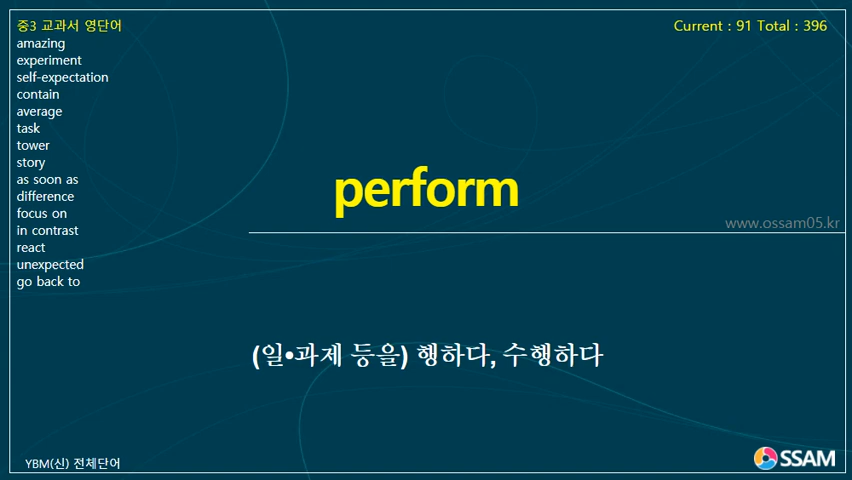 중3 교과서 영단어
Current : 91 Total : 396
amazing
experiment
self-expectation
contain
average
task
tower
story
as soon as
difference
focus on
in contrast
react
unexpected
go back to
perform
www.ossam05.kr
(일•과제 등을) 행하다, 수행하다
YBM(신) 전체단어
OSSAM